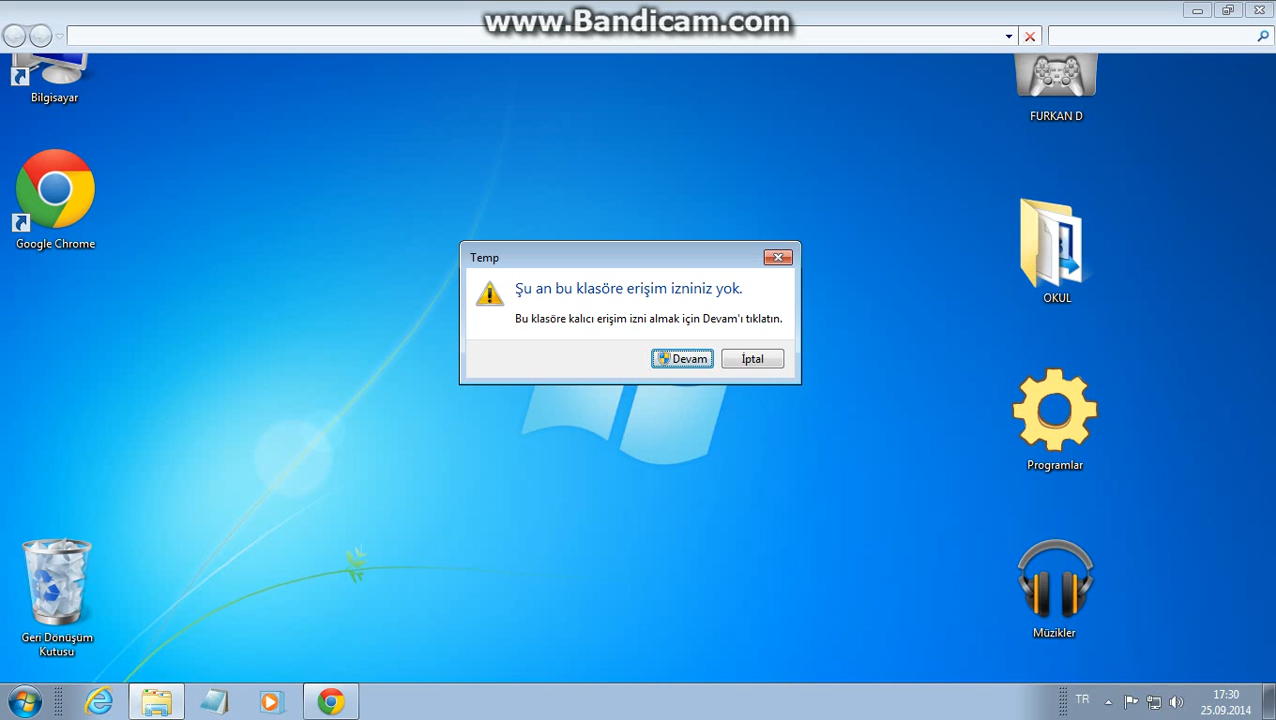 www.Bandicam.com
Bilgisayar
FURKAN D
Google Chrome
OKUL
Temp
Şu an bu klasöre erişim izniniz yok.
Bu klasöre kalıcı erişim izni almak için Devam'ı tıklatın.
Devam
İptal
Programlar
Geri Dönüşüm
Kutusu
Müzikler
TR
17:30
25.09.2014